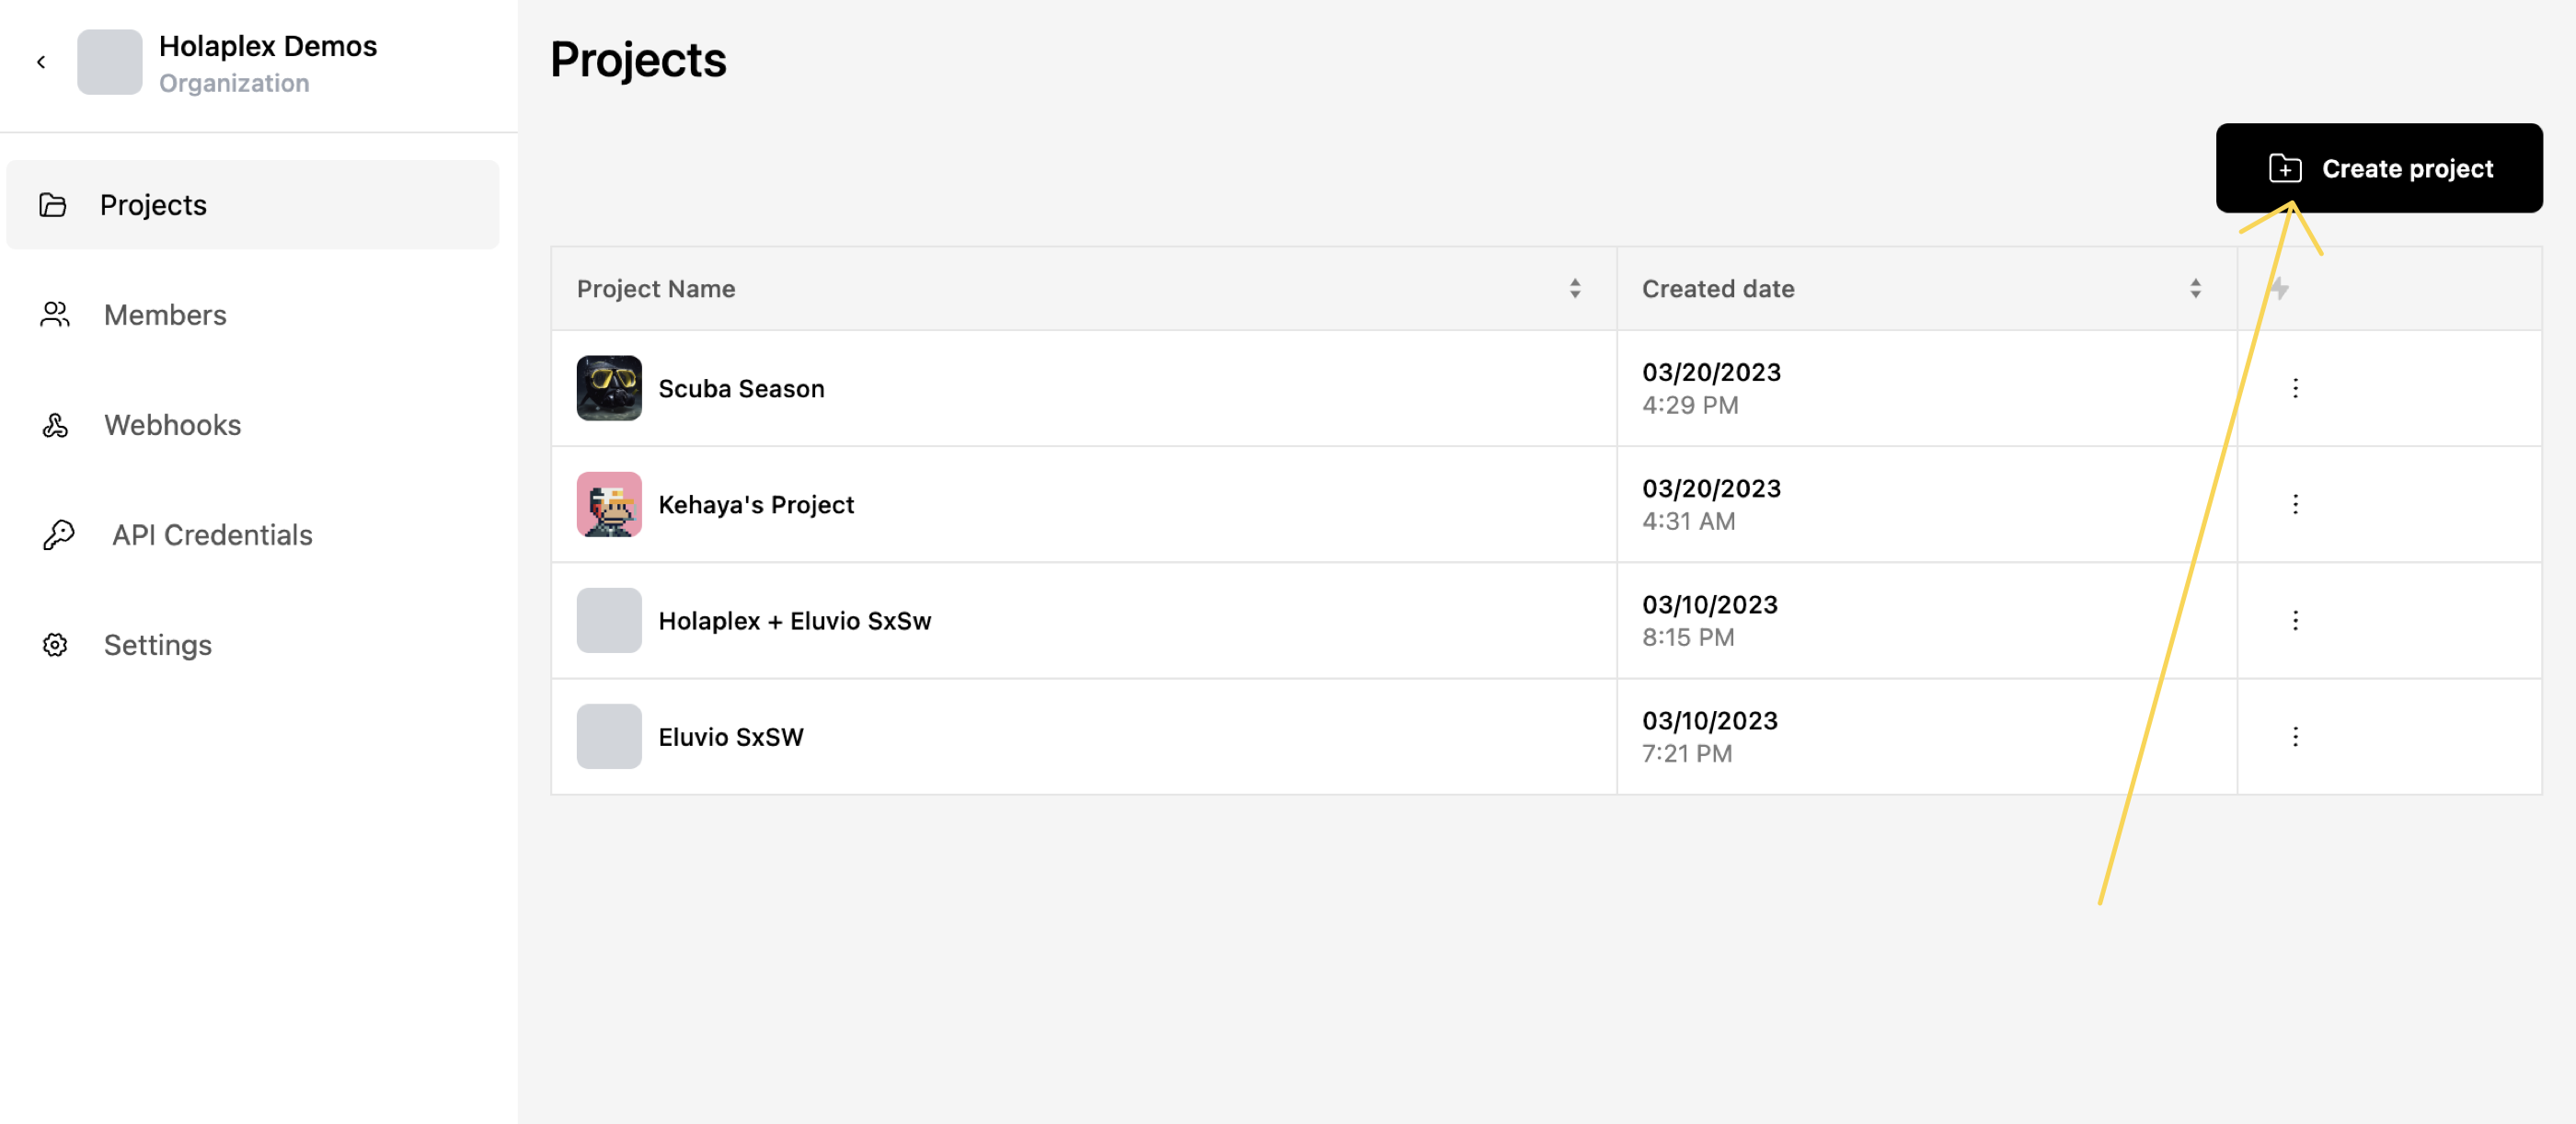 Holaplex Demos
Organization
Projects
Members
Webhooks
API Credentials
Settings
Projects
Create project
Project Name
Created date
Scuba Season
03/20/2023
4:29 PM
Kehaya's Project
03/20/2023
4:31 AM
Holaplex + Eluvio SxSw
03/10/2023
8:15 PM
Eluvio SxSW
03/10/2023
7:21 PM